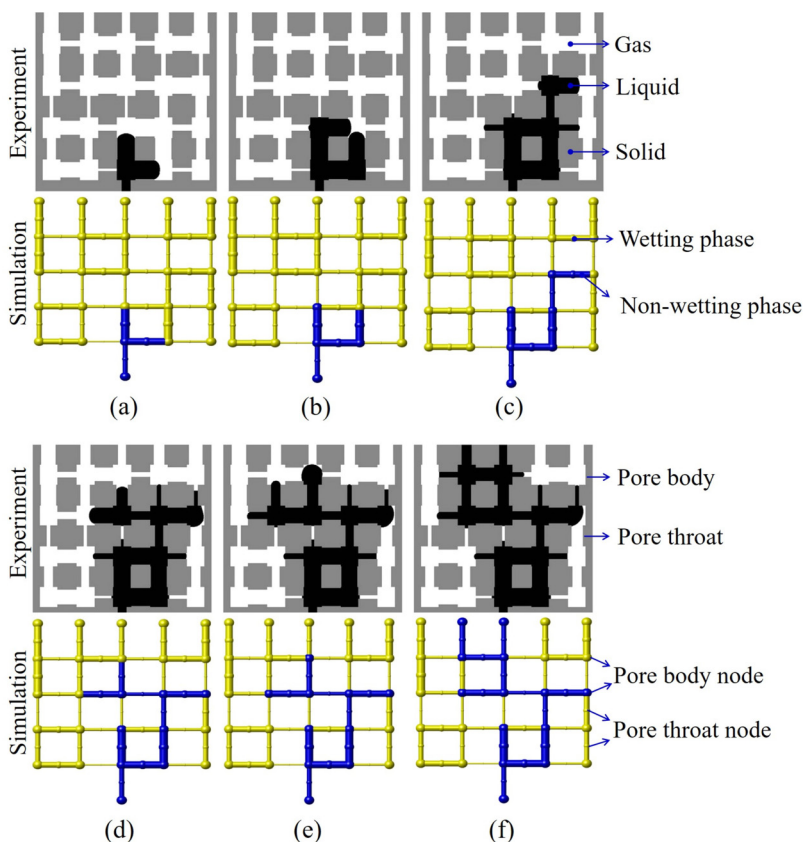 Experiment
Gas
Liquid
Solid
Simulation
Wetting phase
Non-wetting phase
(a)
(b)
(c)
Experiment
Pore body
Pore throat
Simulation
Pore body node
Pore throat node
(d)
(e)
(f)